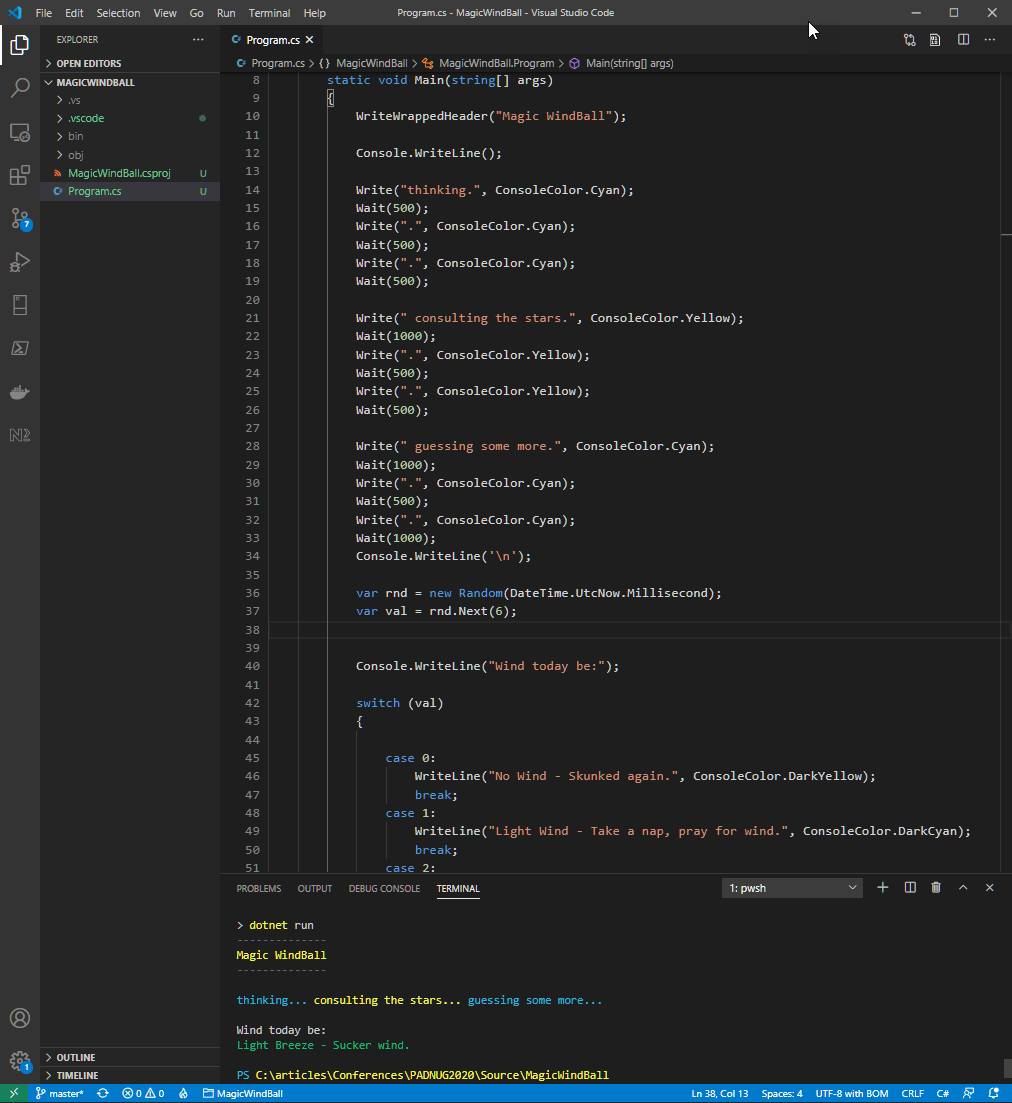 File Edit Selection View Go Run Terminal Help Program.cs - MagicWindBall - Visual Studio Code
EXPLORER
OPEN EDITORS
MAGICWINDBALL
.vs
.vscode
bin
obj
MagicWindBall.csproj U
Program.cs U
7
1
OUTLINE
TIMELINE
Program.cs
Program.cs > {} MagicWindBall > MagicWindBall.Program > Main(string[] args)
8 static void Main(string[] args)
9 {
10 WriteWrappedHeader("Magic WindBall");
11
12 Console.WriteLine();
13
14 Write("thinking.", ConsoleColor.Cyan);
15 Wait(500);
16 Write(".", ConsoleColor.Cyan);
17 Wait(500);
18 Write(".", ConsoleColor.Cyan);
19 Wait(500);
20
21 Write(" consulting the stars.", ConsoleColor.Yellow);
22 Wait(1000);
23 Write(".", ConsoleColor.Yellow);
24 Wait(500);
25 Write(".", ConsoleColor.Yellow);
26 Wait(500);
27
28 Write(" guessing some more.", ConsoleColor.Cyan);
29 Wait(1000);
30 Write(".", ConsoleColor.Cyan);
31 Wait(500);
32 Write(".", ConsoleColor.Cyan);
33 Wait(1000);
34 Console.WriteLine('\n');
35
36 var rnd = new Random(DateTime.UtcNow.Millisecond);
37 var val = rnd.Next(6);
38
39
40 Console.WriteLine("Wind today be:");
41
42 switch (val)
43 {
44
45 case 0:
46 WriteLine("No Wind - Skunked again.", ConsoleColor.DarkYellow);
47 break;
48 case 1:
49 WriteLine("Light Wind - Take a nap, pray for wind.", ConsoleColor.DarkCyan);
50 break;
51 case 2:
PROBLEMS OUTPUT DEBUG CONSOLE TERMINAL 1: pwsh
> dotnet run
--------------
Magic WindBall
--------------
thinking... consulting the stars... guessing some more...
Wind today be:
Light Breeze - Sucker wind.
PS C:\articles\Conferences\PADNUG2020\Source\MagicWindBall
master* 0 0 MagicWindBall Ln 38, Col 13 Spaces: 4 UTF-8 with BOM CRLF C#